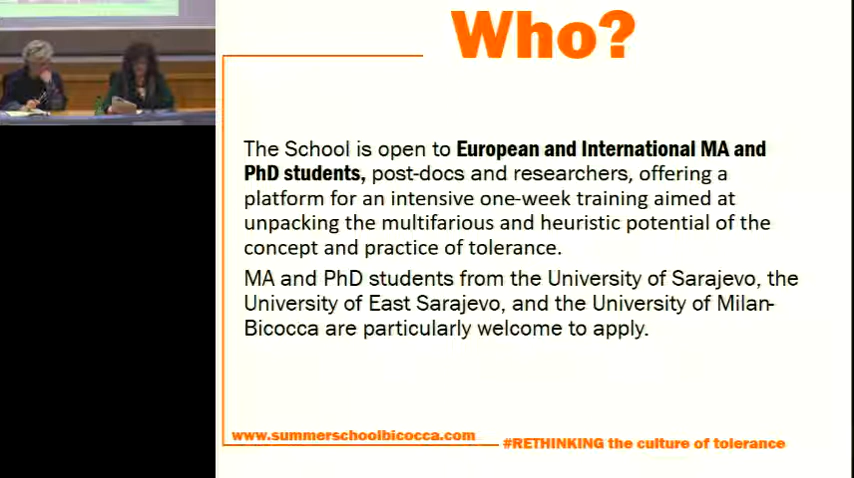 Who?
The School is open to European and International MA and
PhD students, post-docs and researchers, offering a
platform for an intensive one-week training aimed at
unpacking the multifarious and heuristic potential of the
concept and practice of tolerance.
MA and PhD students from the University of Sarajevo, the
University of East Sarajevo, and the University of Milan-
Bicocca are particularly welcome to apply.
www.summerschoolbicocca.com
#RETHINKING the culture of tolerance